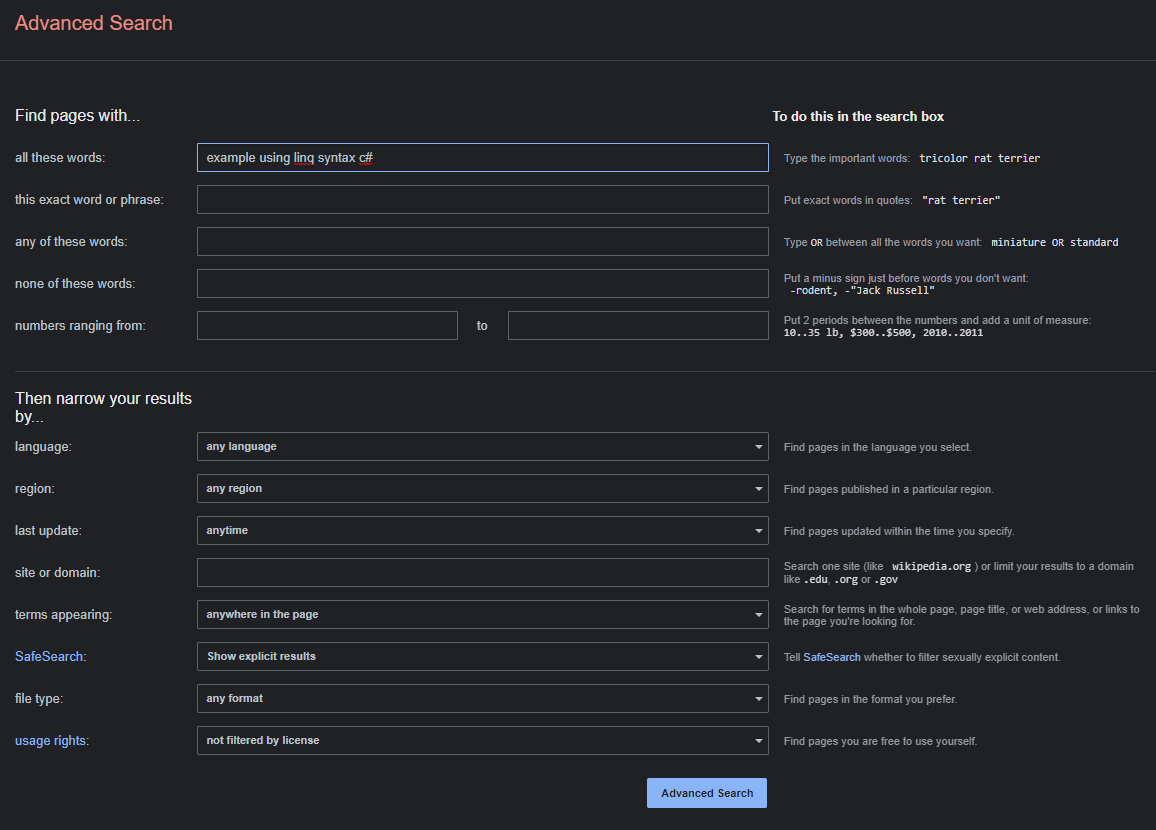 Advanced Search
Find pages with...
To do this in the search box
all these words:
example using linq syntax c#
Type the important words: tricolor rat terrier
this exact word or phrase:
Put exact words in quotes: "rat terrier"
any of these words:
Type OR between all the words you want: miniature OR standard
none of these words:
Put a minus sign just before words you don't want:
-rodent, -"Jack Russell"
numbers ranging from:
to
Put 2 periods between the numbers and add a unit of measure:
10..35 lb, $300..$500, 2010..2011
Then narrow your results
by...
language:
any language
Find pages in the language you select.
region:
any region
Find pages published in a particular region.
last update:
anytime
Find pages updated within the time you specify.
site or domain:
Search one site (like wikipedia.org ) or limit your results to a domain
like .edu, .org or .gov
terms appearing:
anywhere in the page
Search for terms in the whole page, page title, or web address, or links to
the page you're looking for.
SafeSearch:
Show explicit results
Tell SafeSearch whether to filter sexually explicit content.
file type:
any format
Find pages in the format you prefer.
usage rights:
not filtered by license
Find pages you are free to use yourself.
Advanced Search